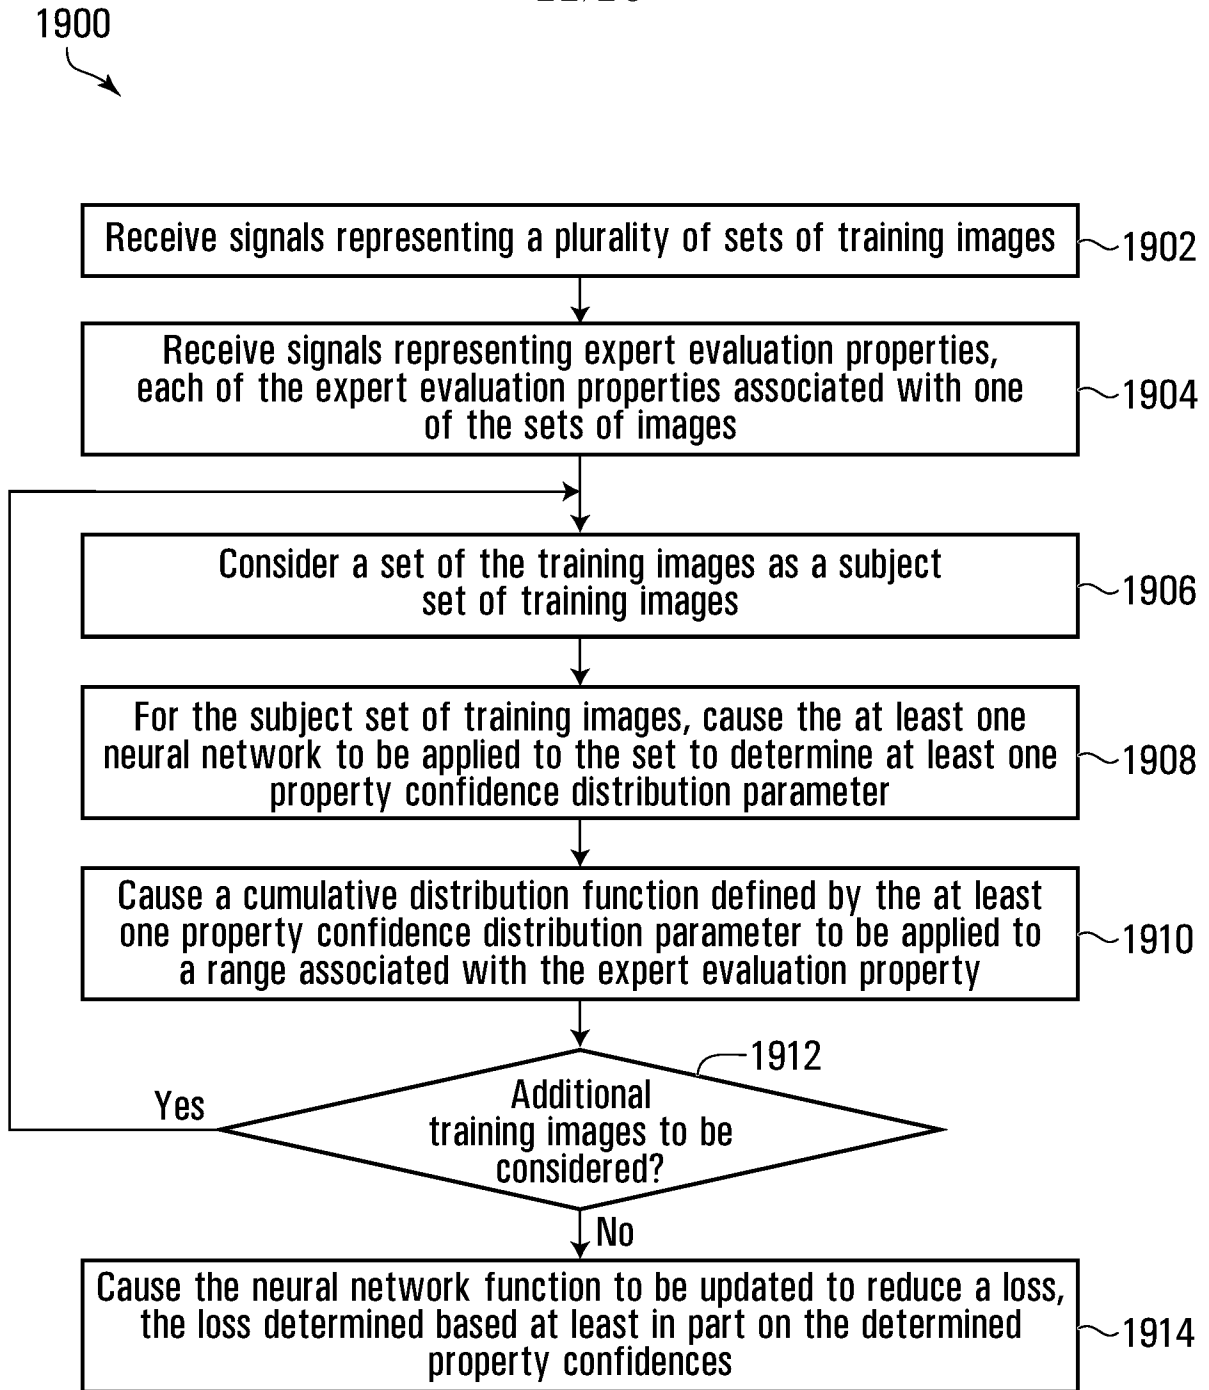 1900
Receive signals representing a plurality of sets of training images
1902
Receive signals representing expert evaluation properties,
each of the expert evaluation properties associated with one
of the sets of images
1904
Consider a set of the training images as a subject
set of training images
1906
For the subject set of training images, cause the at least one
neural network to be applied to the set to determine at least one
property confidence distribution parameter
1908
Cause a cumulative distribution function defined by the at least
one property confidence distribution parameter to be applied to
a range associated with the expert evaluation property
1910
1912
Yes
Additional
training images to be
considered?
No
Cause the neural network function to be updated to reduce a loss,
the loss determined based at least in part on the determined
property confidences
1914